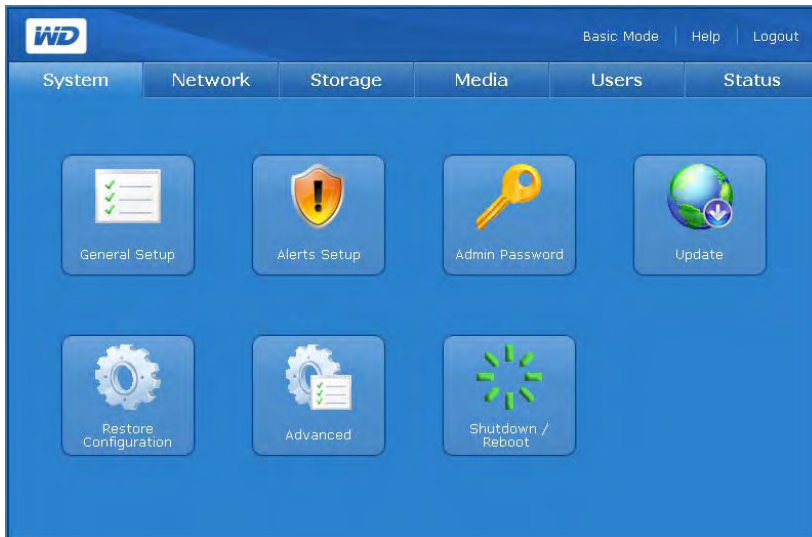 WD
Basic Mode Help Logout
System Network Storage Media Users Status
General Setup
Alerts Setup
Admin Password
Update
Restore
Configuration
Advanced
Shutdown /
Reboot